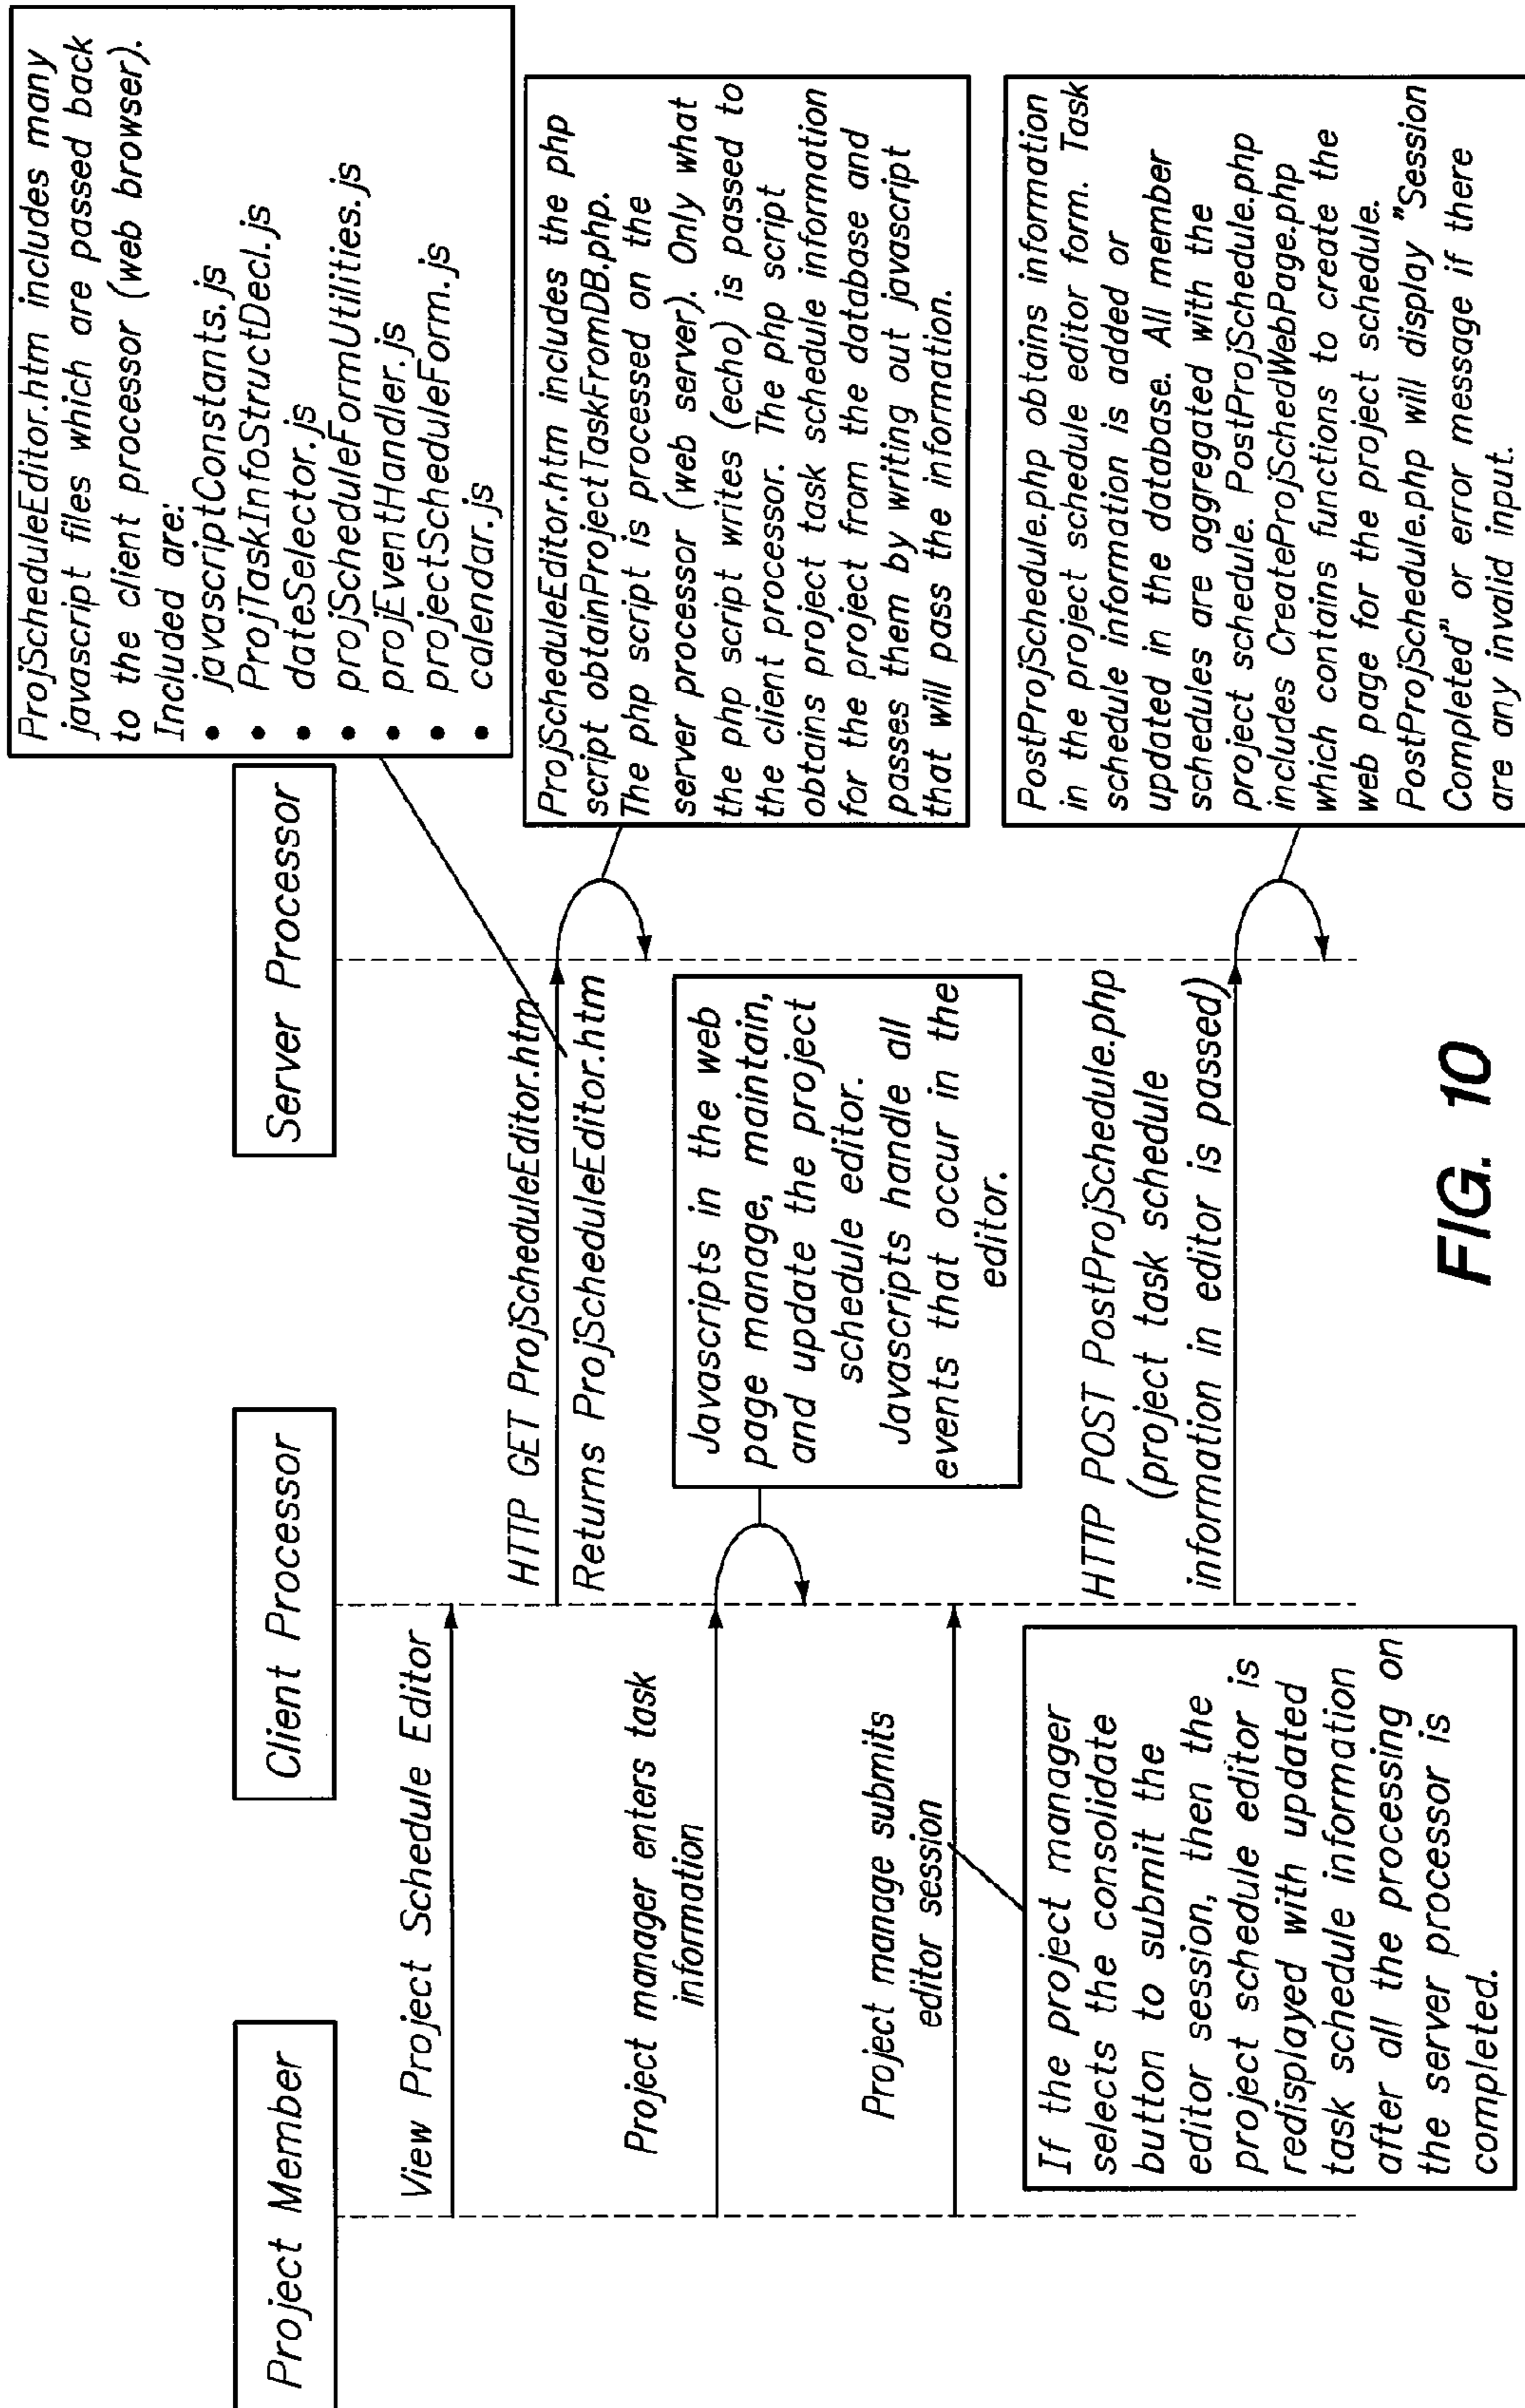 Project Member
Client Processor
Server Processor
ProjScheduleEditor.htm includes many
javascript files which are passed back
to the client processor (web browser).
Included are:
• javascriptConstants.js
• ProjTaskInfoStructDecl.js
• dateSelector.js
• projScheduleFormUtilities.js
• projEventHandler.js
• projectScheduleForm.js
• calendar.js
View Project Schedule Editor
HTTP GET ProjScheduleEditor.htm
Returns ProjScheduleEditor.htm
ProjScheduleEditor.htm includes the php
script obtainProjectTaskFromDB.php.
The php script is processed on the
server processor (web server). Only what
the php script writes (echo) is passed to
the client processor. The php script
obtains project task schedule information
for the project from the database and
passes them by writing out javascript
that will pass the information.
Project manager enters task
information
Javascripts in the web
page manage, maintain,
and update the project
schedule editor.
Javascripts handle all
events that occur in the
editor.
Project manage submits
editor session
If the project manager
selects the consolidate
button to submit the
editor session, then the
project schedule editor is
redisplayed with updated
task schedule information
after all the processing on
the server processor is
completed.
HTTP POST PostProjSchedule.php
(project task schedule
information in editor is passed)
PostProjSchedule.php obtains information
in the project schedule editor form. Task
schedule information is added or
updated in the database. All member
schedules are aggregated with the
project schedule. PostProjSchedule.php
includes CreateProjSchedWebPage.php
which contains functions to create the
web page for the project schedule.
PostProjSchedule.php will display "Session
Completed" or error message if there
are any invalid input.
FIG. 10